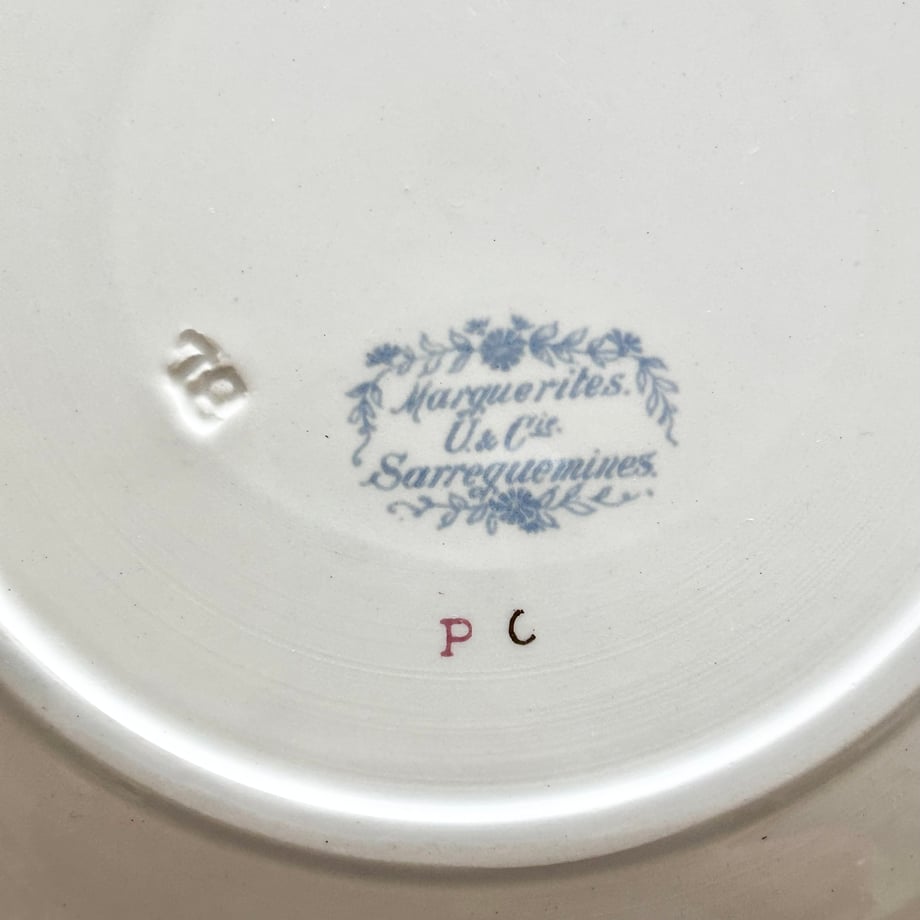 Marguerites.
U. & Cie.
Sarreguemines.
P C